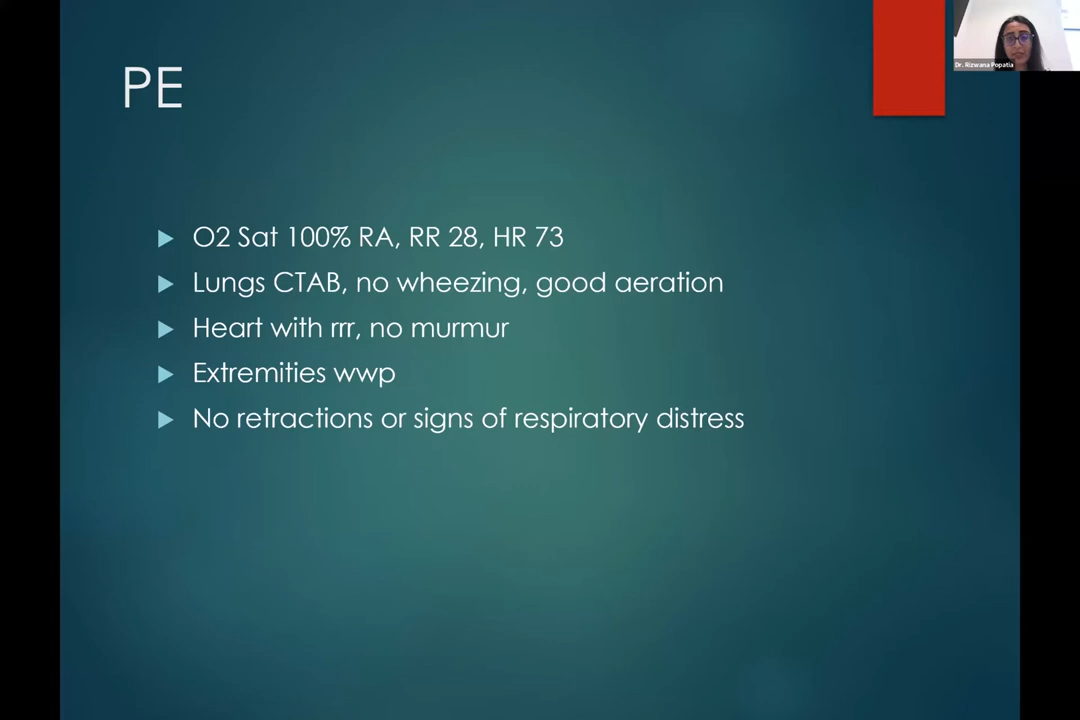 Dr. Rizwana Popatia
PE
O2 Sat 100% RA, RR 28, HR 73
Lungs CTAB, no wheezing, good aeration
Heart with rrr, no murmur
Extremities wwp
No retractions or signs of respiratory distress